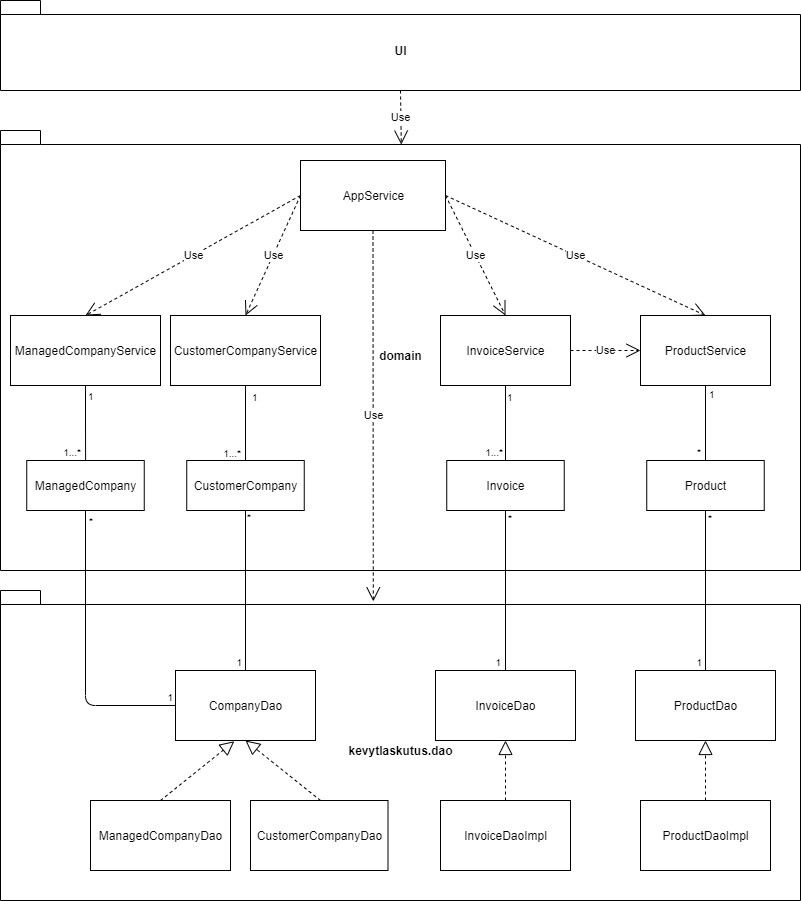 UI
Use
AppService
Use
Use
Use
Use
ManagedCompanyService
CustomerCompanyService
domain
InvoiceService
Use
ProductService
1
1
1
1
Use
1...*
1...*
1...*
*
ManagedCompany
CustomerCompany
Invoice
Product
*
*
*
*
1
1
1
1
CompanyDao
InvoiceDao
ProductDao
kevytlaskutus.dao
ManagedCompanyDao
CustomerCompanyDao
InvoiceDaoImpl
ProductDaoImpl